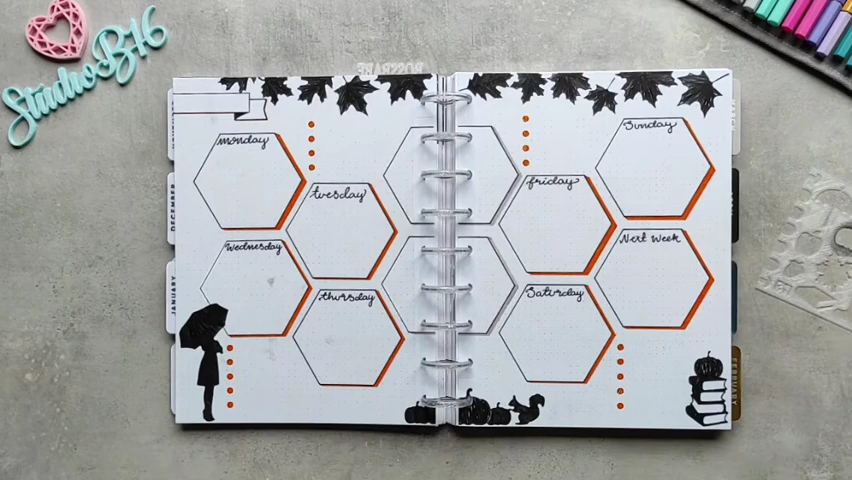 StudioB16
monday
tuesday
Wednesday
thursday
friday
Saturday
Sunday
Next Week
DECEMBER
JANUARY
FEBRUARY